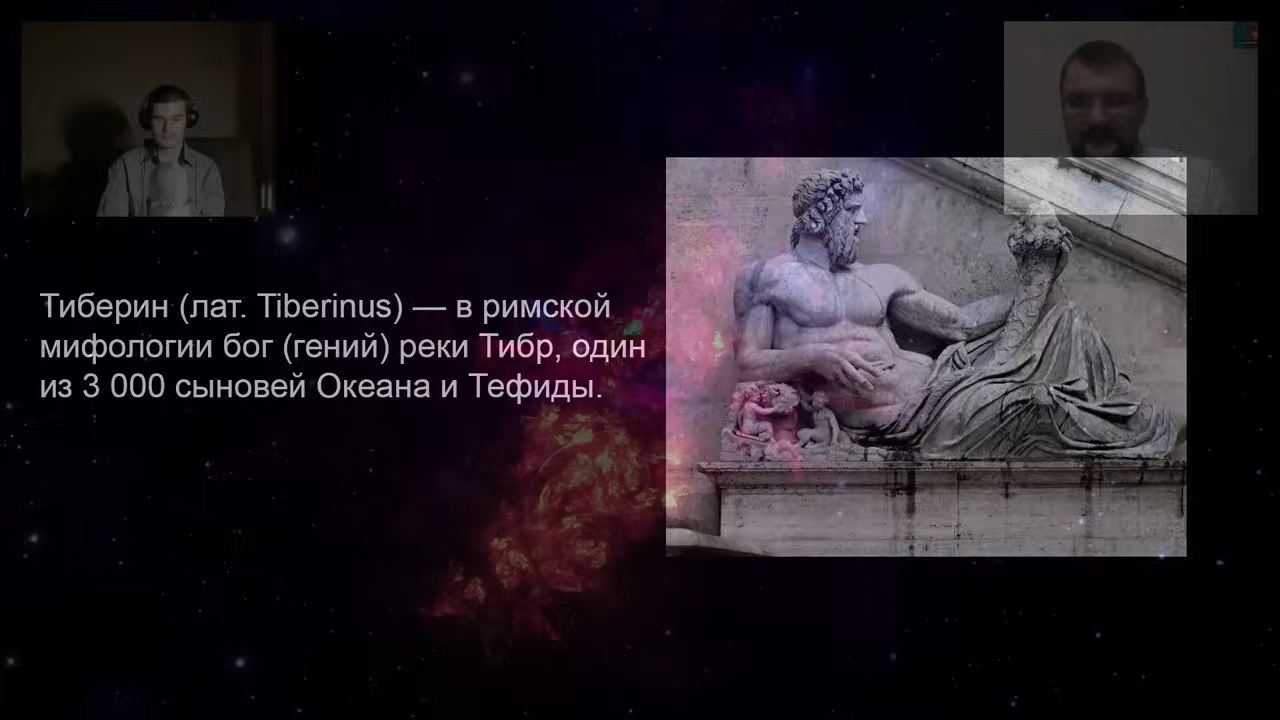 Тиберин (лат. Tiberinus) — в римской
мифологии бог (гений) реки Тибр, один
из 3 000 сыновей Океана и Тефиды.